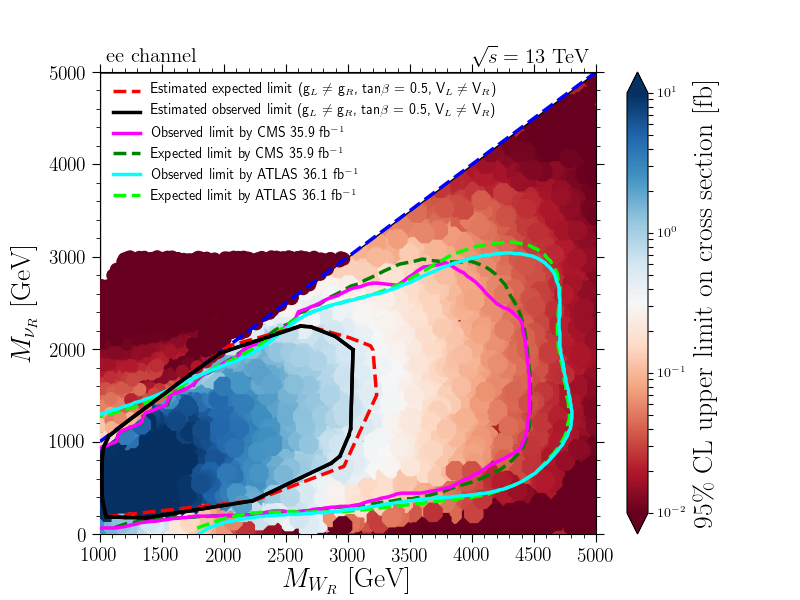 ee channel
√s = 13 TeV
Estimated expected limit (g_L ≠ g_R, tanβ = 0.5, V_L ≠ V_R)
Estimated observed limit (g_L ≠ g_R, tanβ = 0.5, V_L ≠ V_R)
Observed limit by CMS 35.9 fb⁻¹
Expected limit by CMS 35.9 fb⁻¹
Observed limit by ATLAS 36.1 fb⁻¹
Expected limit by ATLAS 36.1 fb⁻¹
5000
4000
3000
2000
1000
0
M_{ν_R} [GeV]
1000 1500 2000 2500 3000 3500 4000 4500 5000
M_{W_R} [GeV]
10¹
10⁰
10⁻¹
10⁻²
95% CL upper limit on cross section [fb]